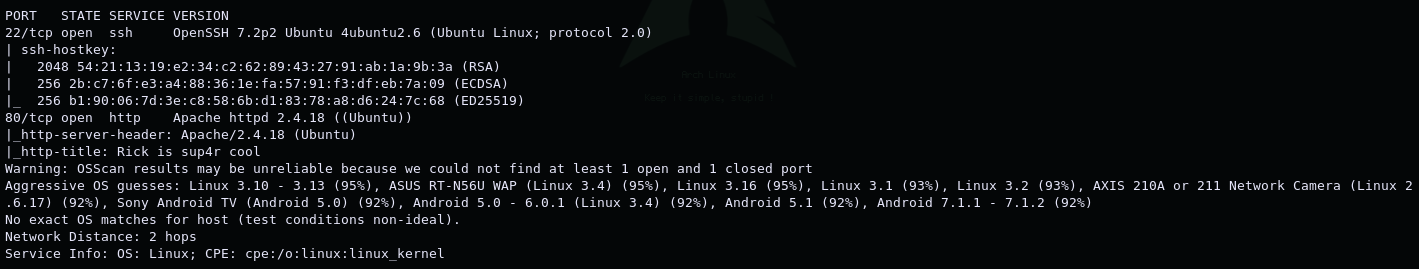 PORT   STATE SERVICE VERSION
22/tcp open  ssh     OpenSSH 7.2p2 Ubuntu 4ubuntu2.6 (Ubuntu Linux; protocol 2.0)
| ssh-hostkey:
|   2048 54:21:13:19:e2:34:c2:62:89:43:27:91:ab:1a:9b:3a (RSA)
|   256 2b:c7:6f:e3:a4:88:36:1e:fa:57:91:f3:df:eb:7a:09 (ECDSA)
|_  256 b1:90:06:7d:3e:c8:58:6b:d1:83:78:a8:d6:24:7c:68 (ED25519)
80/tcp open  http    Apache httpd 2.4.18 ((Ubuntu))
|_http-server-header: Apache/2.4.18 (Ubuntu)
|_http-title: Rick is sup4r cool
Warning: OSScan results may be unreliable because we could not find at least 1 open and 1 closed port
Aggressive OS guesses: Linux 3.10 - 3.13 (95%), ASUS RT-N56U WAP (Linux 3.4) (95%), Linux 3.16 (95%), Linux 3.1 (93%), Linux 3.2 (93%), AXIS 210A or 211 Network Camera (Linux 2
.6.17) (92%), Sony Android TV (Android 5.0) (92%), Android 5.0 - 6.0.1 (Linux 3.4) (92%), Android 5.1 (92%), Android 7.1.1 - 7.1.2 (92%)
No exact OS matches for host (test conditions non-ideal).
Network Distance: 2 hops
Service Info: OS: Linux; CPE: cpe:/o:linux:linux_kernel